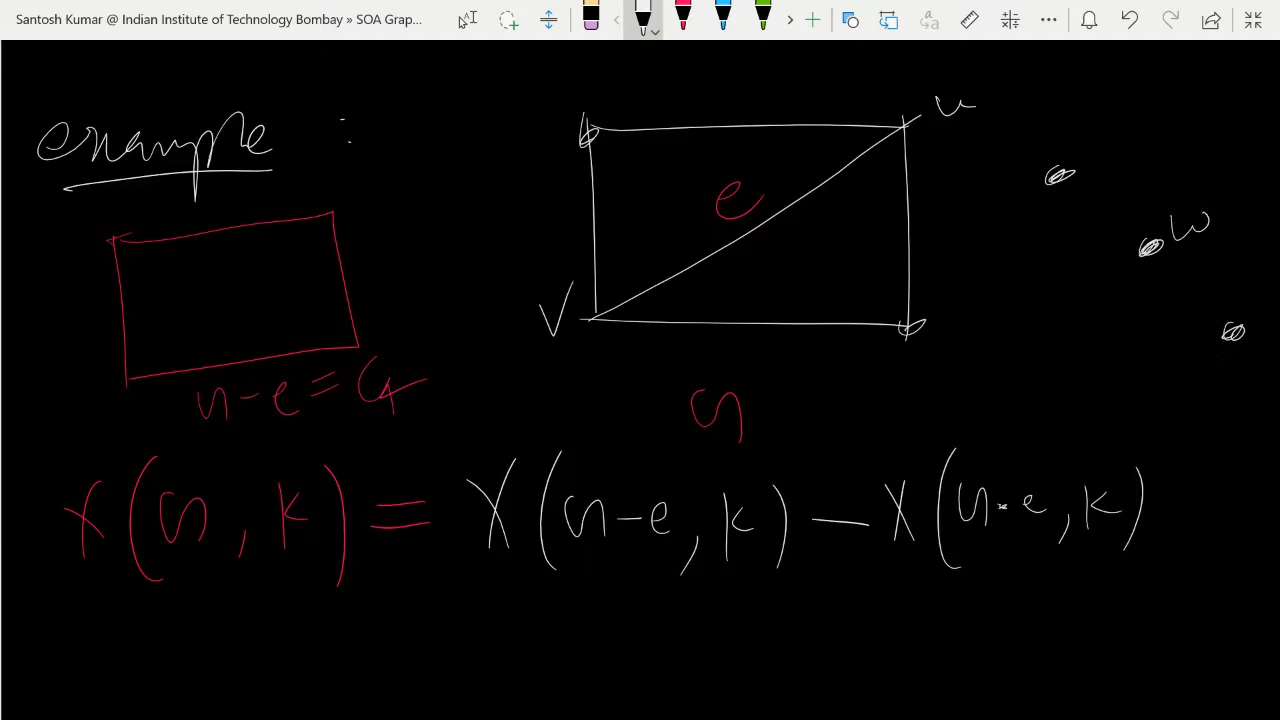 Santosh Kumar @ Indian Institute of Technology Bombay » SOA Grap...
example :
u
e
w
V
G-e = C4
G
X(G, k) = X(G-e, k) - X(G·e, k)